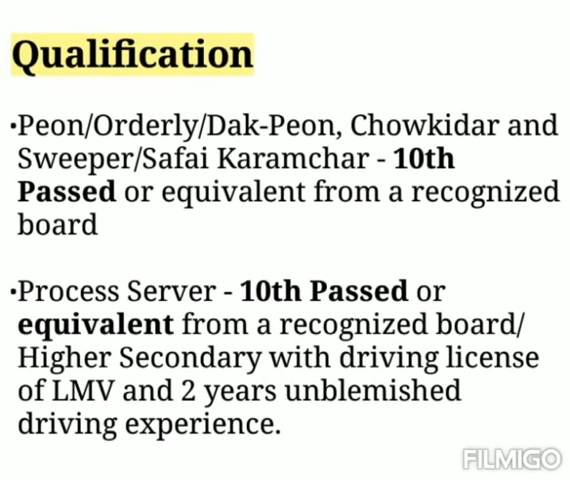 Qualification
•Peon/Orderly/Dak-Peon, Chowkidar and
Sweeper/Safai Karamchar - 10th
Passed or equivalent from a recognized
board
•Process Server - 10th Passed or
equivalent from a recognized board/
Higher Secondary with driving license
of LMV and 2 years unblemished
driving experience.
FILMIGO